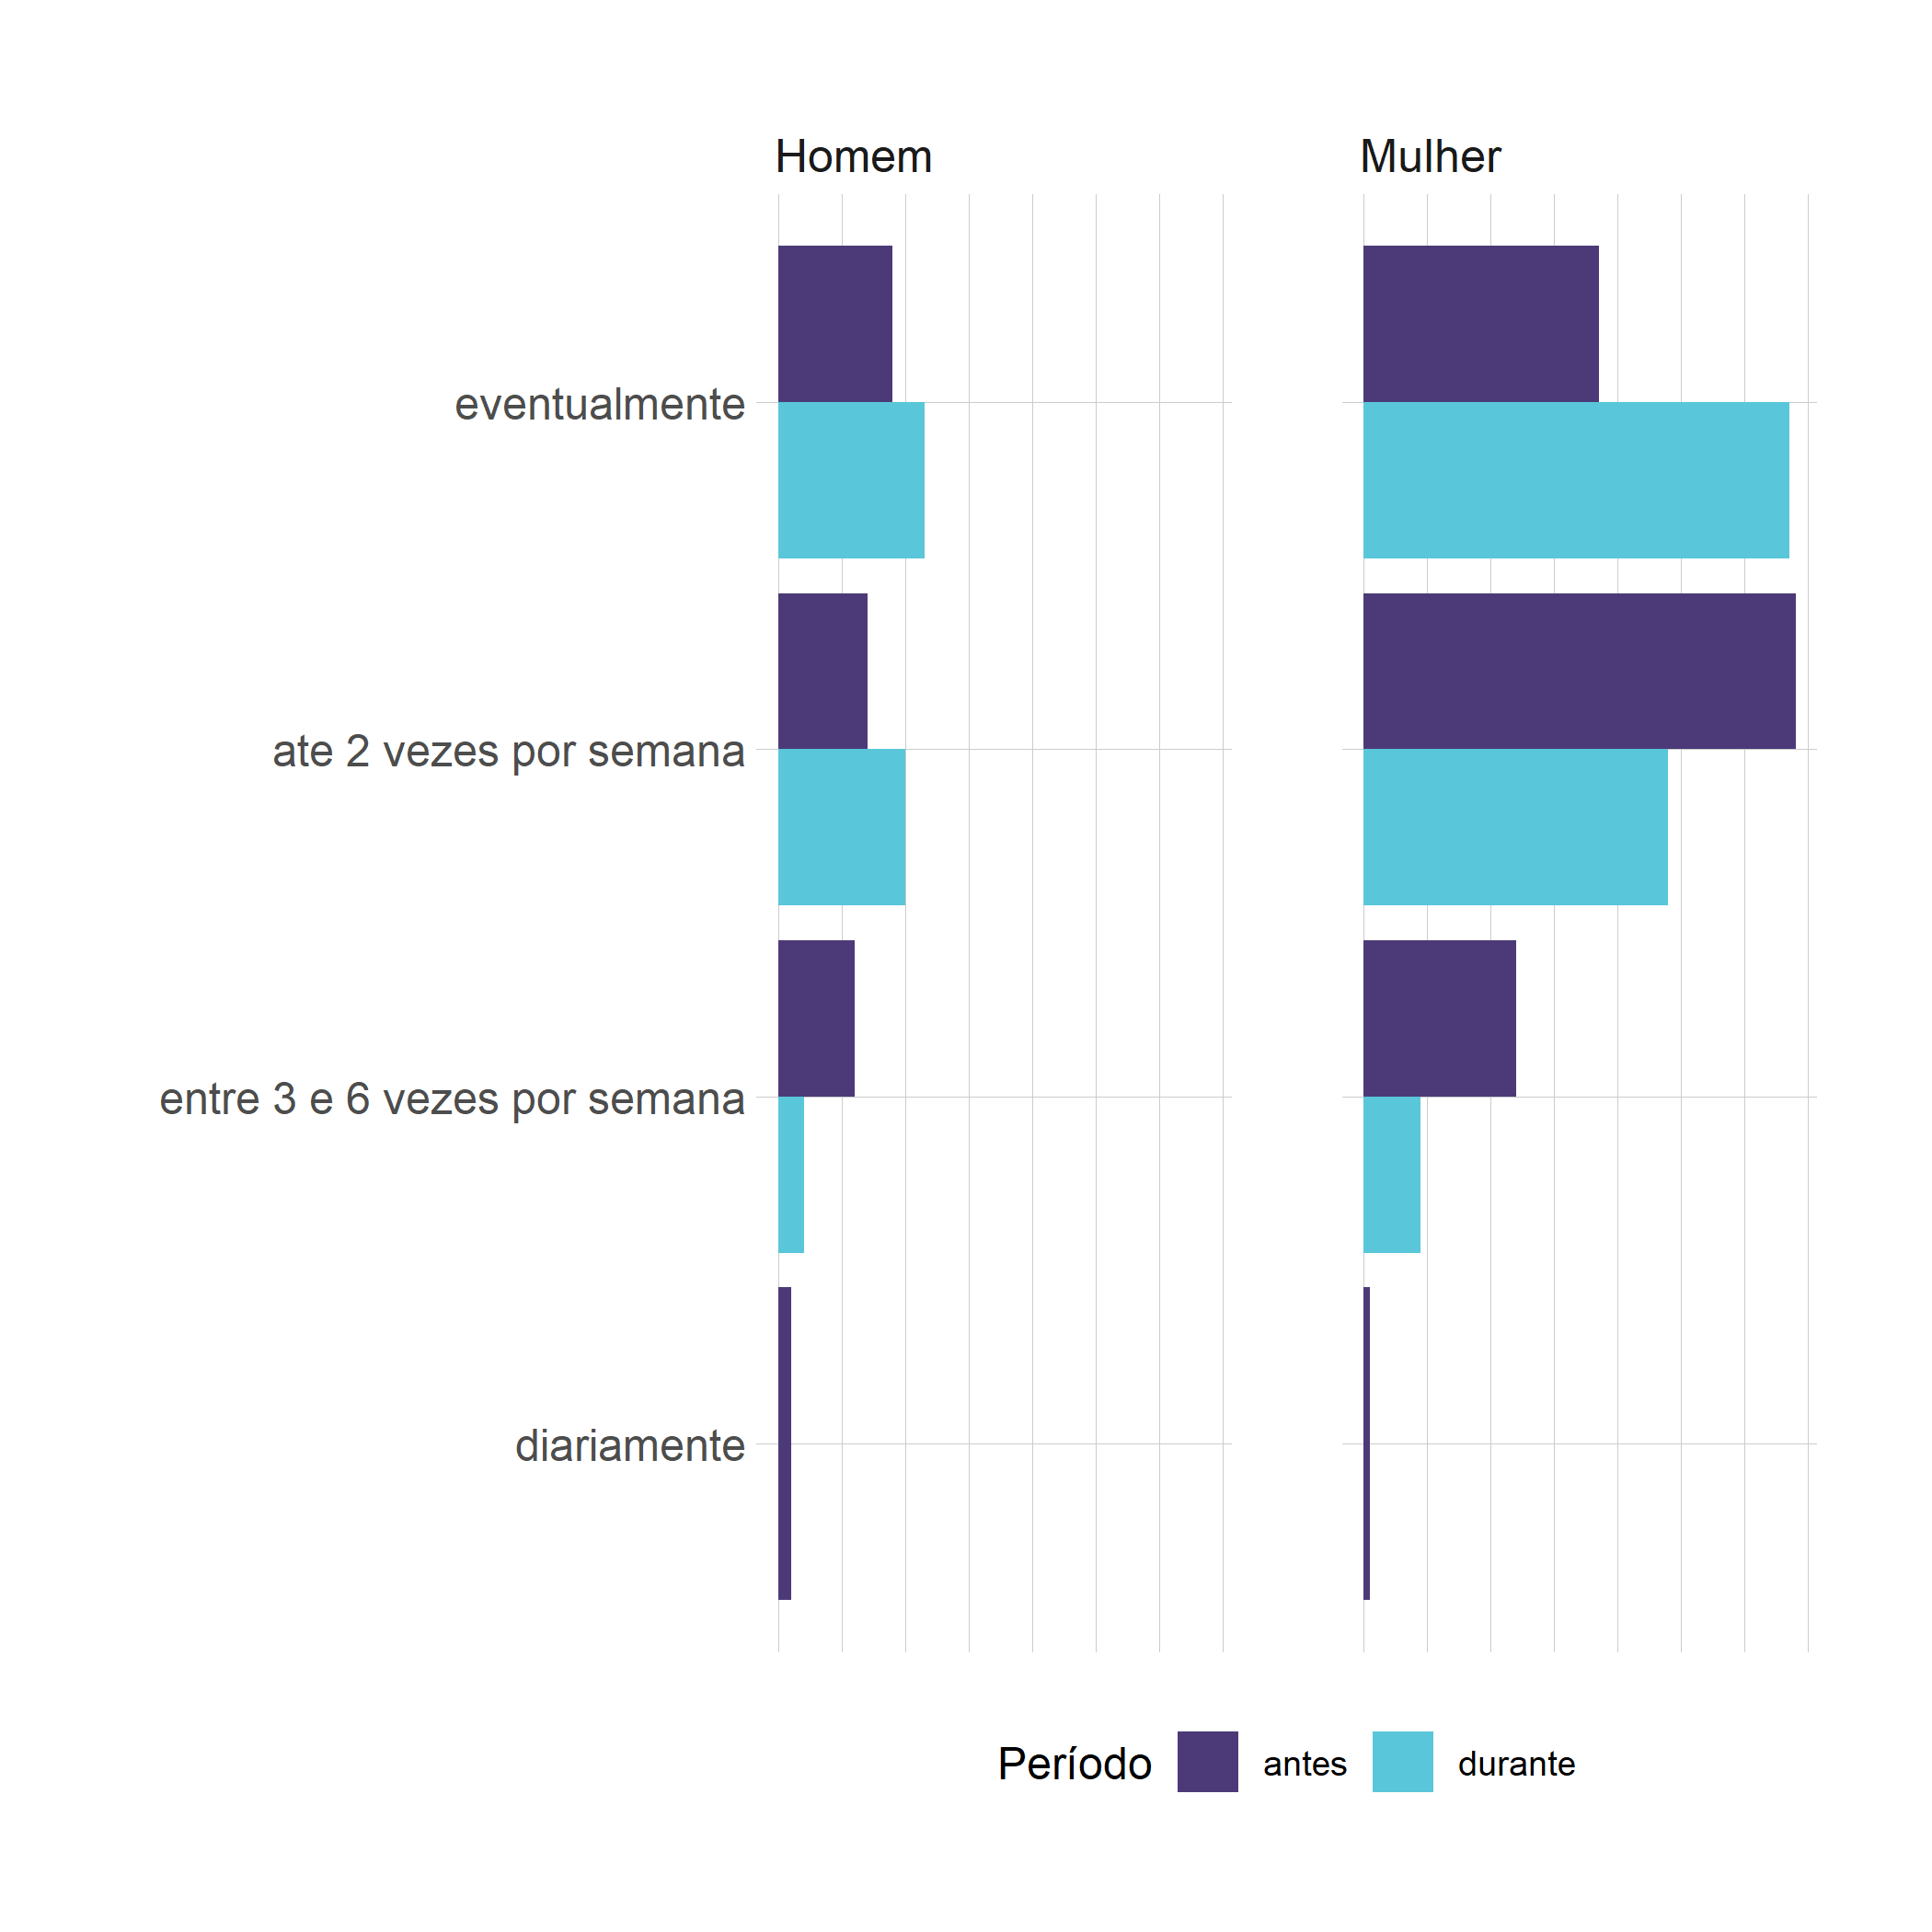 Homem Mulher
eventualmente
ate 2 vezes por semana
entre 3 e 6 vezes por semana
diariamente
Período antes durante